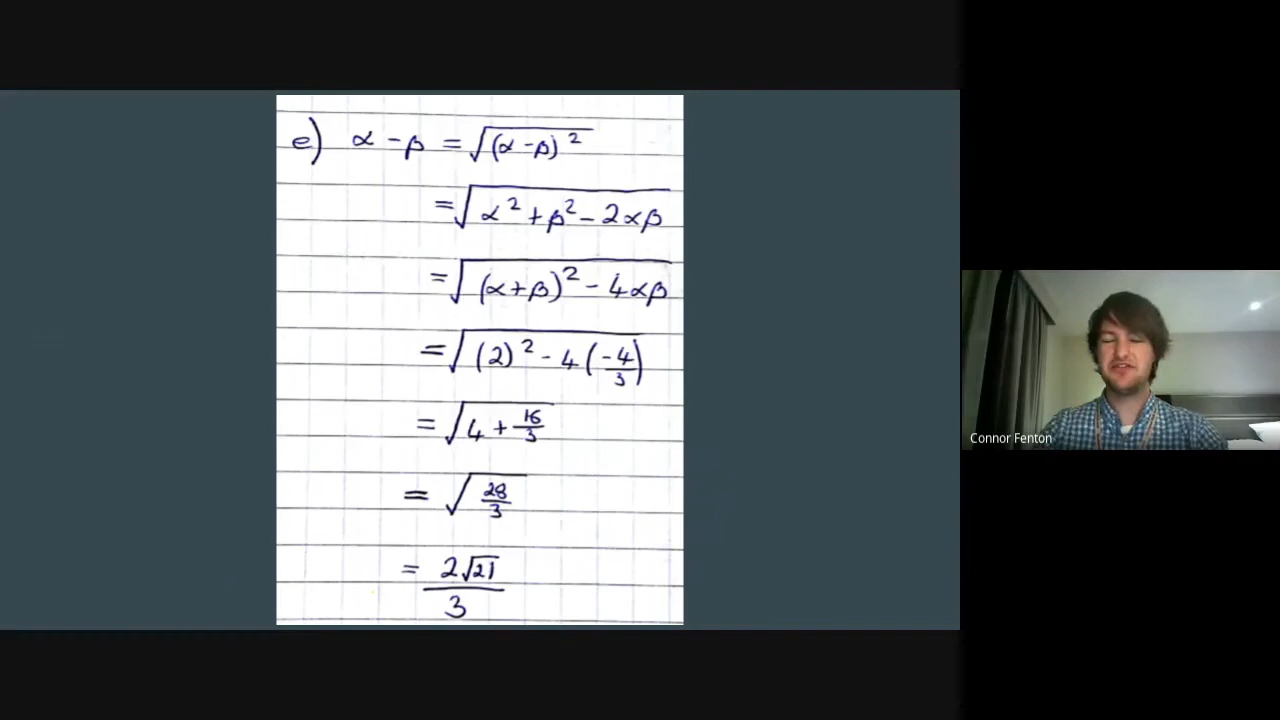 e) α - β = √(α - β)²
= √α² + β² - 2αβ
= √(α + β)² - 4αβ
= √(2)² - 4(-4/3)
= √4 + 16/3
= √28/3
= 2√21/3
Connor Fenton